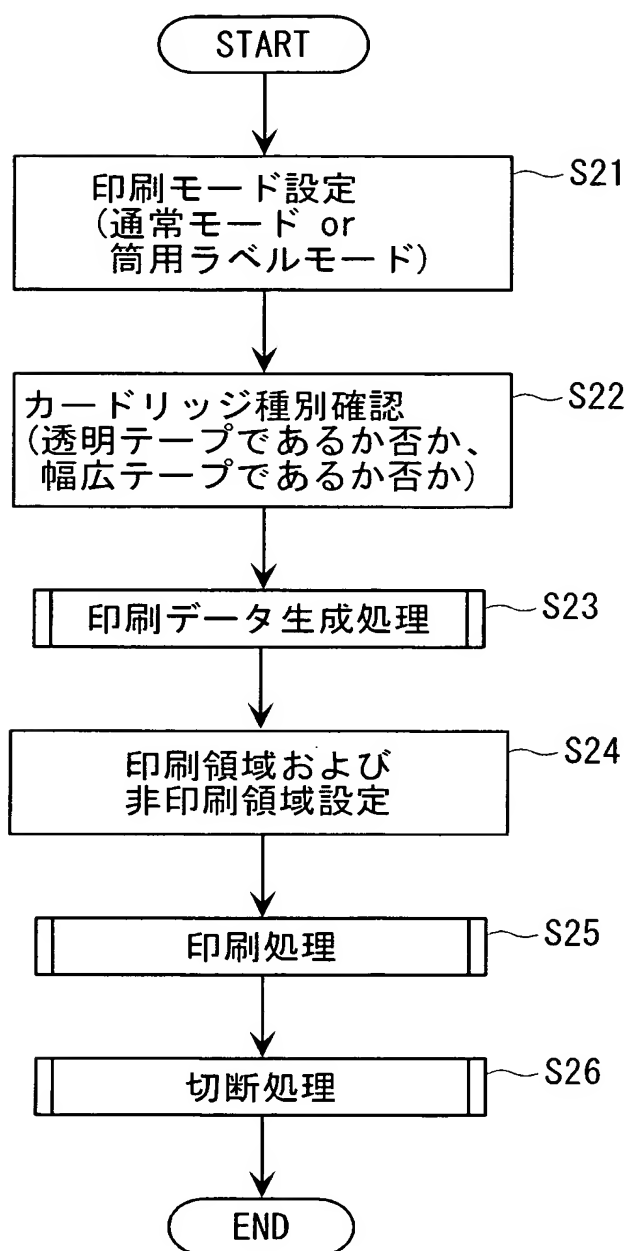 START
印刷モード設定
(通常モード or
筒用ラベルモード)
S21
カードリッジ種別確認
(透明テープであるか否か、
幅広テープであるか否か)
S22
印刷データ生成処理
S23
印刷領域および
非印刷領域設定
S24
印刷処理
S25
切断処理
S26
END